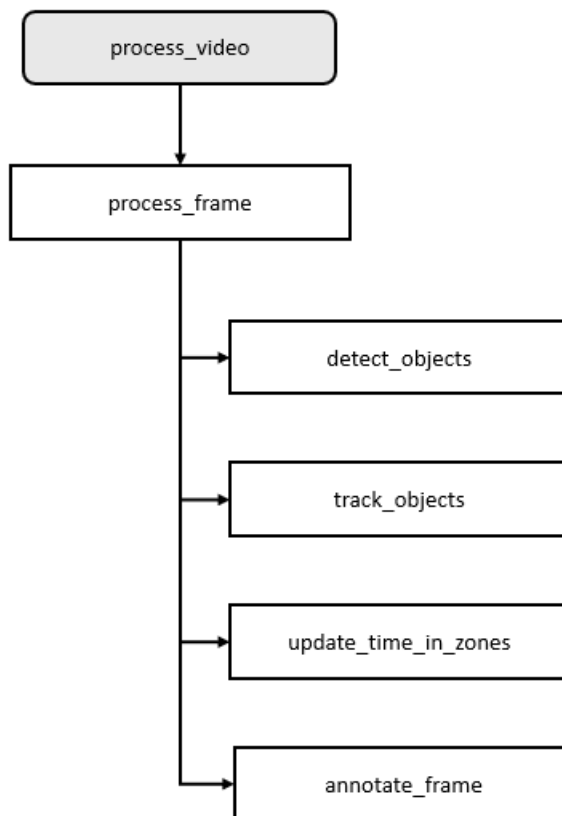 process_video
process_frame
detect_objects
track_objects
update_time_in_zones
annotate_frame